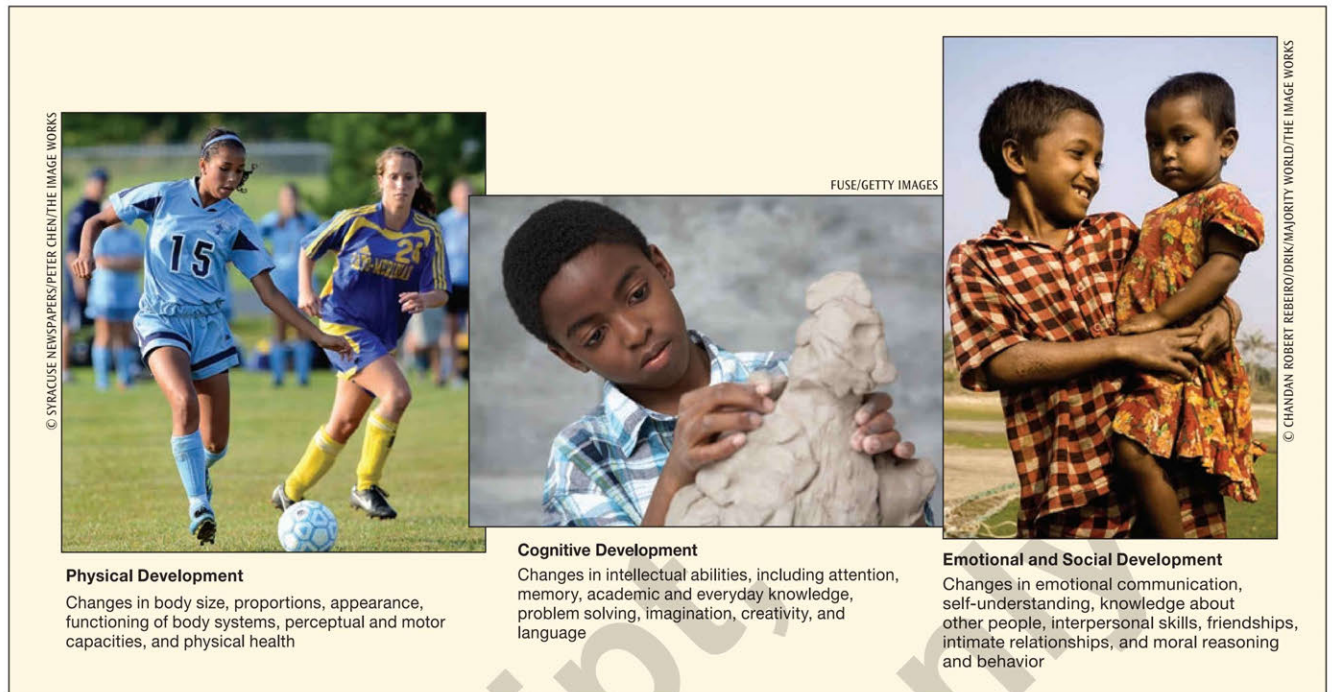 © SYRACUSE NEWSPAPERS/PETER CHEN/THE IMAGE WORKS
15
Physical Development
Changes in body size, proportions, appearance,
functioning of body systems, perceptual and motor
capacities, and physical health
FUSE/GETTY IMAGES
Cognitive Development
Changes in intellectual abilities, including attention,
memory, academic and everyday knowledge,
problem solving, imagination, creativity, and
language
© CHANDAN ROBERT REBEIRO/DRIK/MAJORITY WORLD/THE IMAGE WORKS
Emotional and Social Development
Changes in emotional communication,
self-understanding, knowledge about
other people, interpersonal skills, friendships,
intimate relationships, and moral reasoning
and behavior